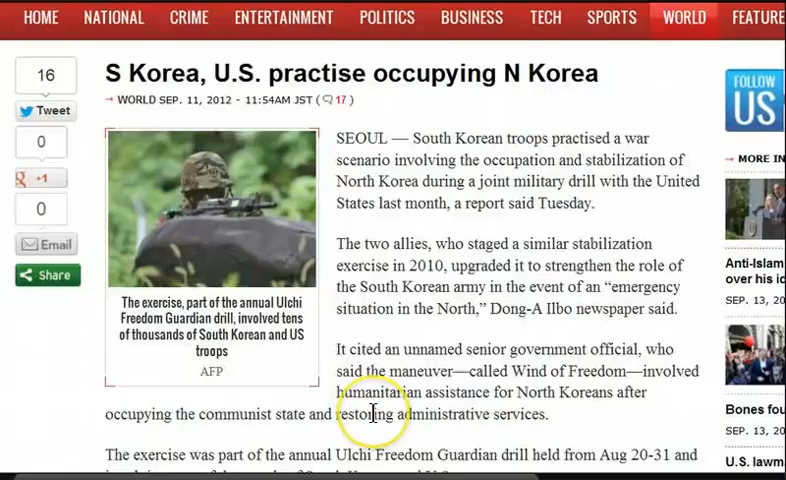 HOME NATIONAL CRIME ENTERTAINMENT POLITICS BUSINESS TECH SPORTS WORLD FEATURE
16
Tweet
0
+1
0
Email
Share
S Korea, U.S. practise occupying N Korea
WORLD SEP. 11, 2012 - 11:54AM JST ( 17 )
The exercise, part of the annual Ulchi
Freedom Guardian drill, involved tens
of thousands of South Korean and US
troops
AFP
SEOUL — South Korean troops practised a war
scenario involving the occupation and stabilization of
North Korea during a joint military drill with the United
States last month, a report said Tuesday.
The two allies, who staged a similar stabilization
exercise in 2010, upgraded it to strengthen the role of
the South Korean army in the event of an “emergency
situation in the North,” Dong-A Ilbo newspaper said.
It cited an unnamed senior government official, who
said the maneuver—called Wind of Freedom—involved
humanitarian assistance for North Koreans after
occupying the communist state and restoring administrative services.
The exercise was part of the annual Ulchi Freedom Guardian drill held from Aug 20-31 and
FOLLOW
US
MORE IN
Anti-Islam
over his id
SEP. 13, 20
Bones fou
SEP. 13, 20
U.S. lawm